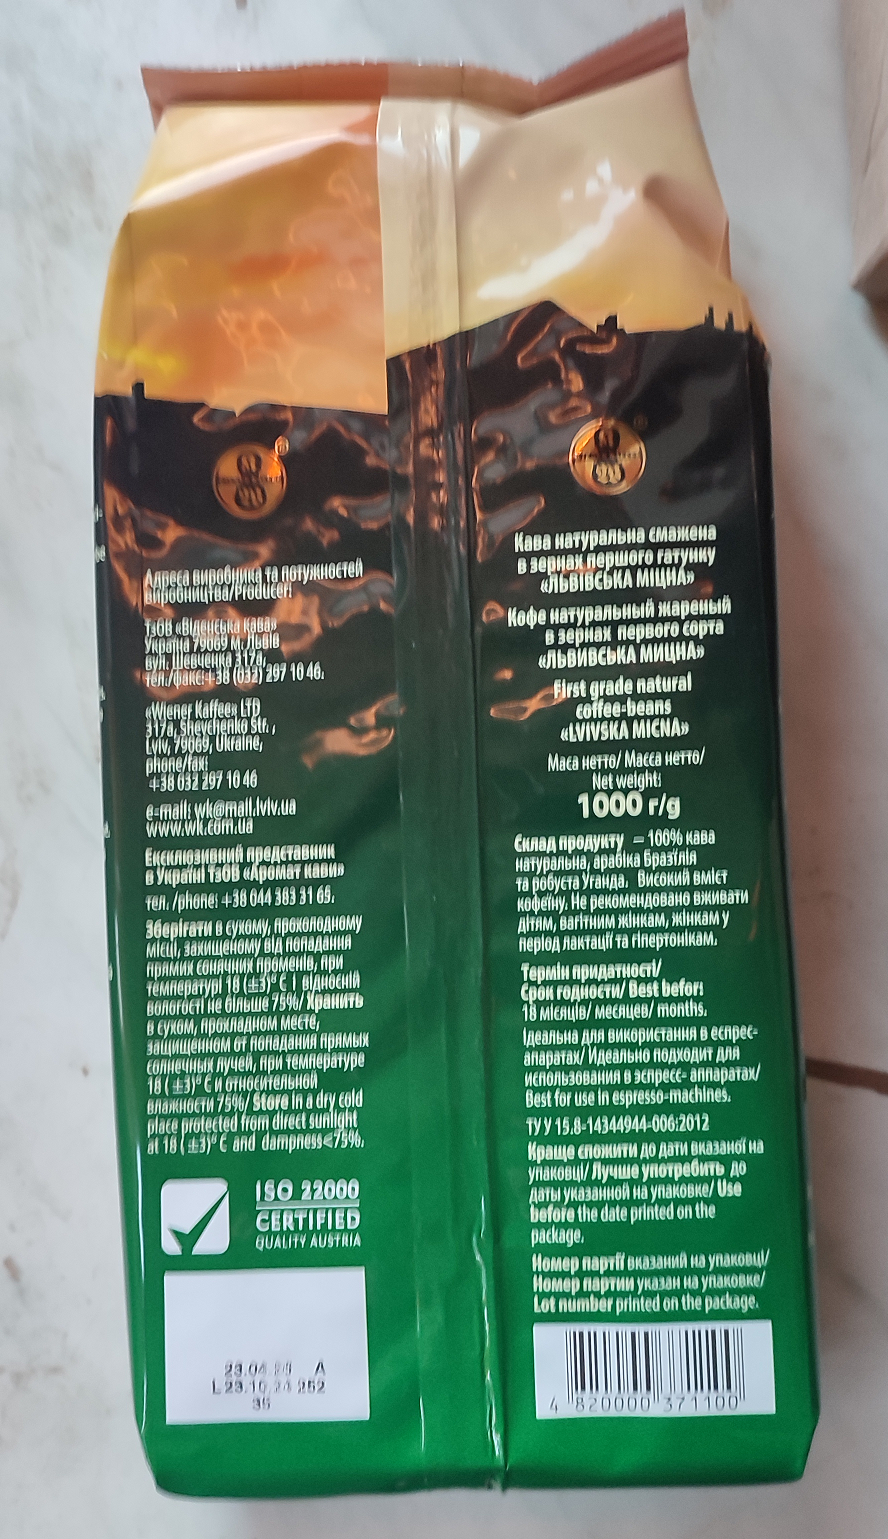 Адреса виробника та потужностей
виробництва/Producer:
ТзОВ «Віденська кава»
Україна 79069 м. Львів
вул. Шевченка 317а,
тел./факс:+38 (032) 297 10 46.
«Wiener Kaffee» LTD
317a, Shevchenko Str. ,
Lviv, 79069, Ukraine,
phone/fax:
+38 032 297 10 46
e-mail: wk@mail.lviv.ua
www.wk.com.ua
Ексклюзивний представник
в Україні ТзОВ «Аромат кави»
тел. /phone: +38 044 383 31 65.
Зберігати в сухому, прохолодному
місці, захищеному від попадання
прямих сонячних променів, при
температурі 18 (±3)° С і відносній
вологості не більше 75%/ Хранить
в сухом, прохладном месте,
защищенном от попадания прямых
солнечных лучей, при температуре
18 ( ±3)° С и относительной
влажности 75%/ Store in a dry cold
place protected from direct sunlight
at 18 ( ±3)° C and dampness<75%.
ISO 22000
CERTIFIED
QUALITY AUSTRIA
L 23.10.24 252
35
Кава натуральна смажена
в зернах першого гатунку
«ЛЬВІВСЬКА МІЦНА»
Кофе натуральный жареный
в зернах первого сорта
«ЛЬВИВСЬКА МИЦНА»
First grade natural
coffee-beans
«LVIVSKA MICNA»
Маса нетто/ Масса нетто/
Net weight:
1000 г/g
Склад продукту – 100% кава
натуральна, арабіка Бразілія
та робуста Уганда. Високий вміст
кофеїну. Не рекомендовано вживати
дітям, вагітним жінкам, жінкам у
період лактації та гіпертонікам.
Термін придатності/
Срок годности/ Best befor:
18 місяців/ месяцев/ months.
Ідеальна для використання в еспрес-
апаратах/ Идеально подходит для
использования в эспресс- аппаратах/
Best for use in espresso-machines.
ТУ У 15.8-14344944-006:2012
Краще спожити до дати вказаної на
упаковці/ Лучше употребить до
даты указанной на упаковке/ Use
before the date printed on the
package.
Номер партії вказаний на упаковці/
Номер партии указан на упаковке/
Lot number printed on the package.
4 820000 371100